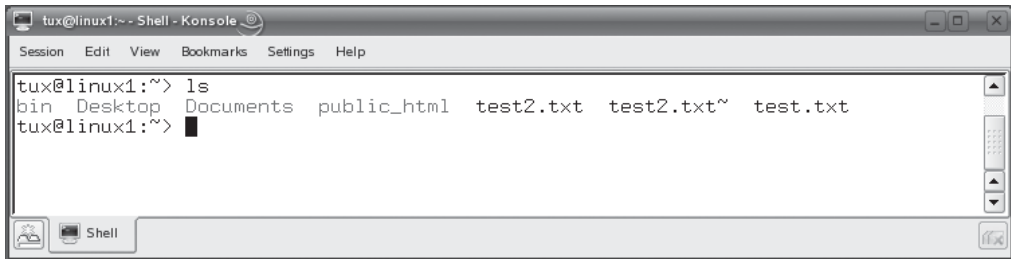 tux@linux1:~ - Shell - Konsole
Session Edit View Bookmarks Settings Help
tux@linux1:~> ls
bin Desktop Documents public_html test2.txt test2.txt~ test.txt
tux@linux1:~>
Shell